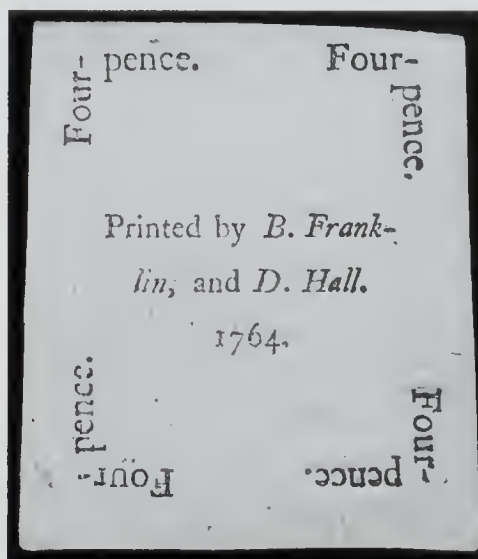 Four-
pence.
Four-
pence.
Printed by B. Frank-
lin, and D. Hall.
1764.
Four-
pence.
Four-
pence.